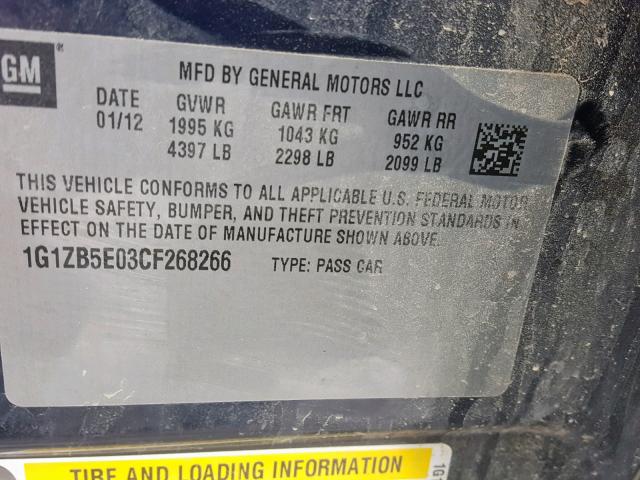 GM®
MFD BY GENERAL MOTORS LLC
DATE GVWR GAWR FRT GAWR RR
01/12 1995 KG 1043 KG 952 KG
4397 LB 2298 LB 2099 LB
THIS VEHICLE CONFORMS TO ALL APPLICABLE U.S. FEDERAL MOTOR
VEHICLE SAFETY, BUMPER, AND THEFT PREVENTION STANDARDS IN
EFFECT ON THE DATE OF MANUFACTURE SHOWN ABOVE.
1G1ZB5E03CF268266 TYPE: PASS CAR
TIRE AND LOADING INFORMATION
1G